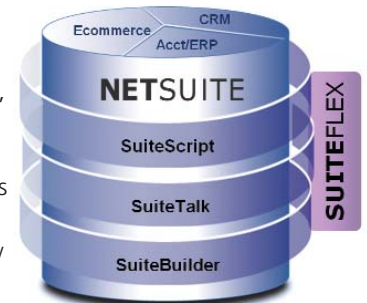 CRM
Ecommerce
Acct/ERP
NETSUITE
SuiteScript
SuiteTalk
SuiteBuilder
SUITEFLEX